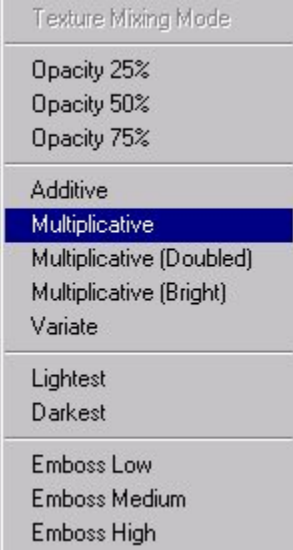 Texture Mixing Mode
Opacity 25%
Opacity 50%
Opacity 75%
Additive
Multiplicative
Multiplicative (Doubled)
Multiplicative (Bright)
Variate
Lightest
Darkest
Emboss Low
Emboss Medium
Emboss High